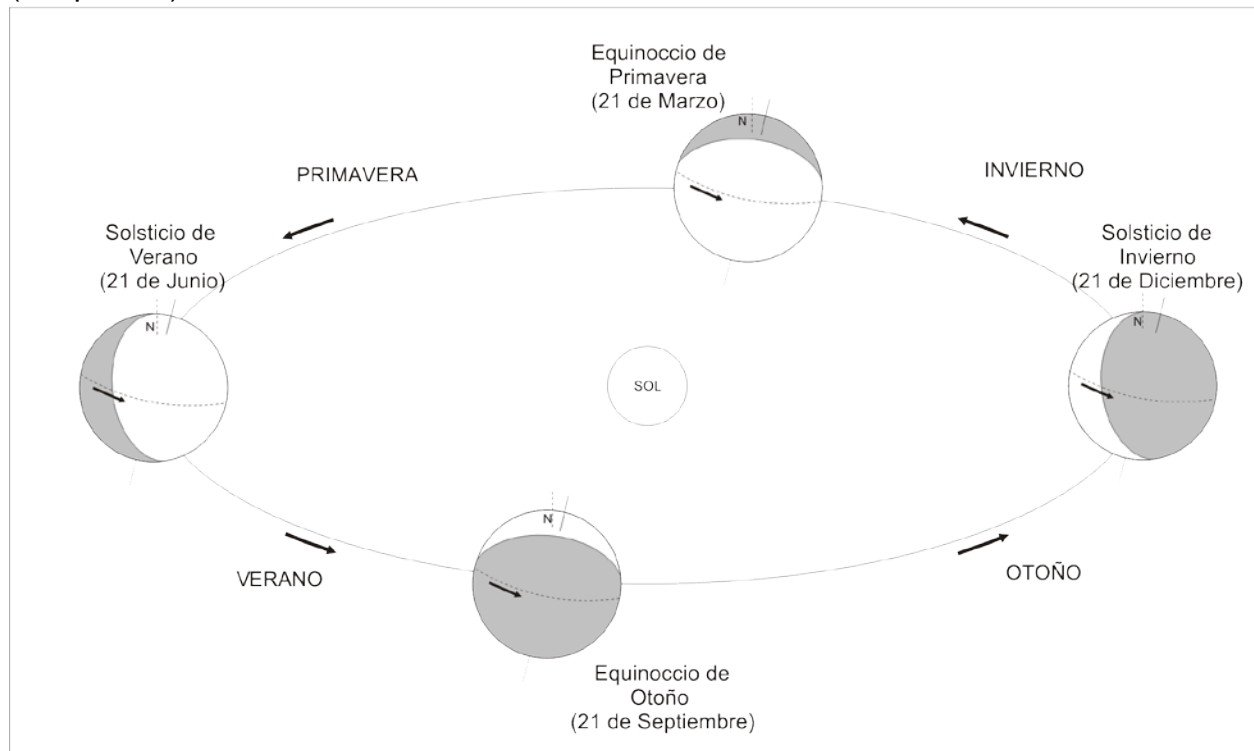 Equinoccio de
Primavera
(21 de Marzo)
N
PRIMAVERA
INVIERNO
Solsticio de
Verano
(21 de Junio)
N
Solsticio de
Invierno
(21 de Diciembre)
N
SOL
N
VERANO
OTOÑO
Equinoccio de
Otoño
(21 de Septiembre)